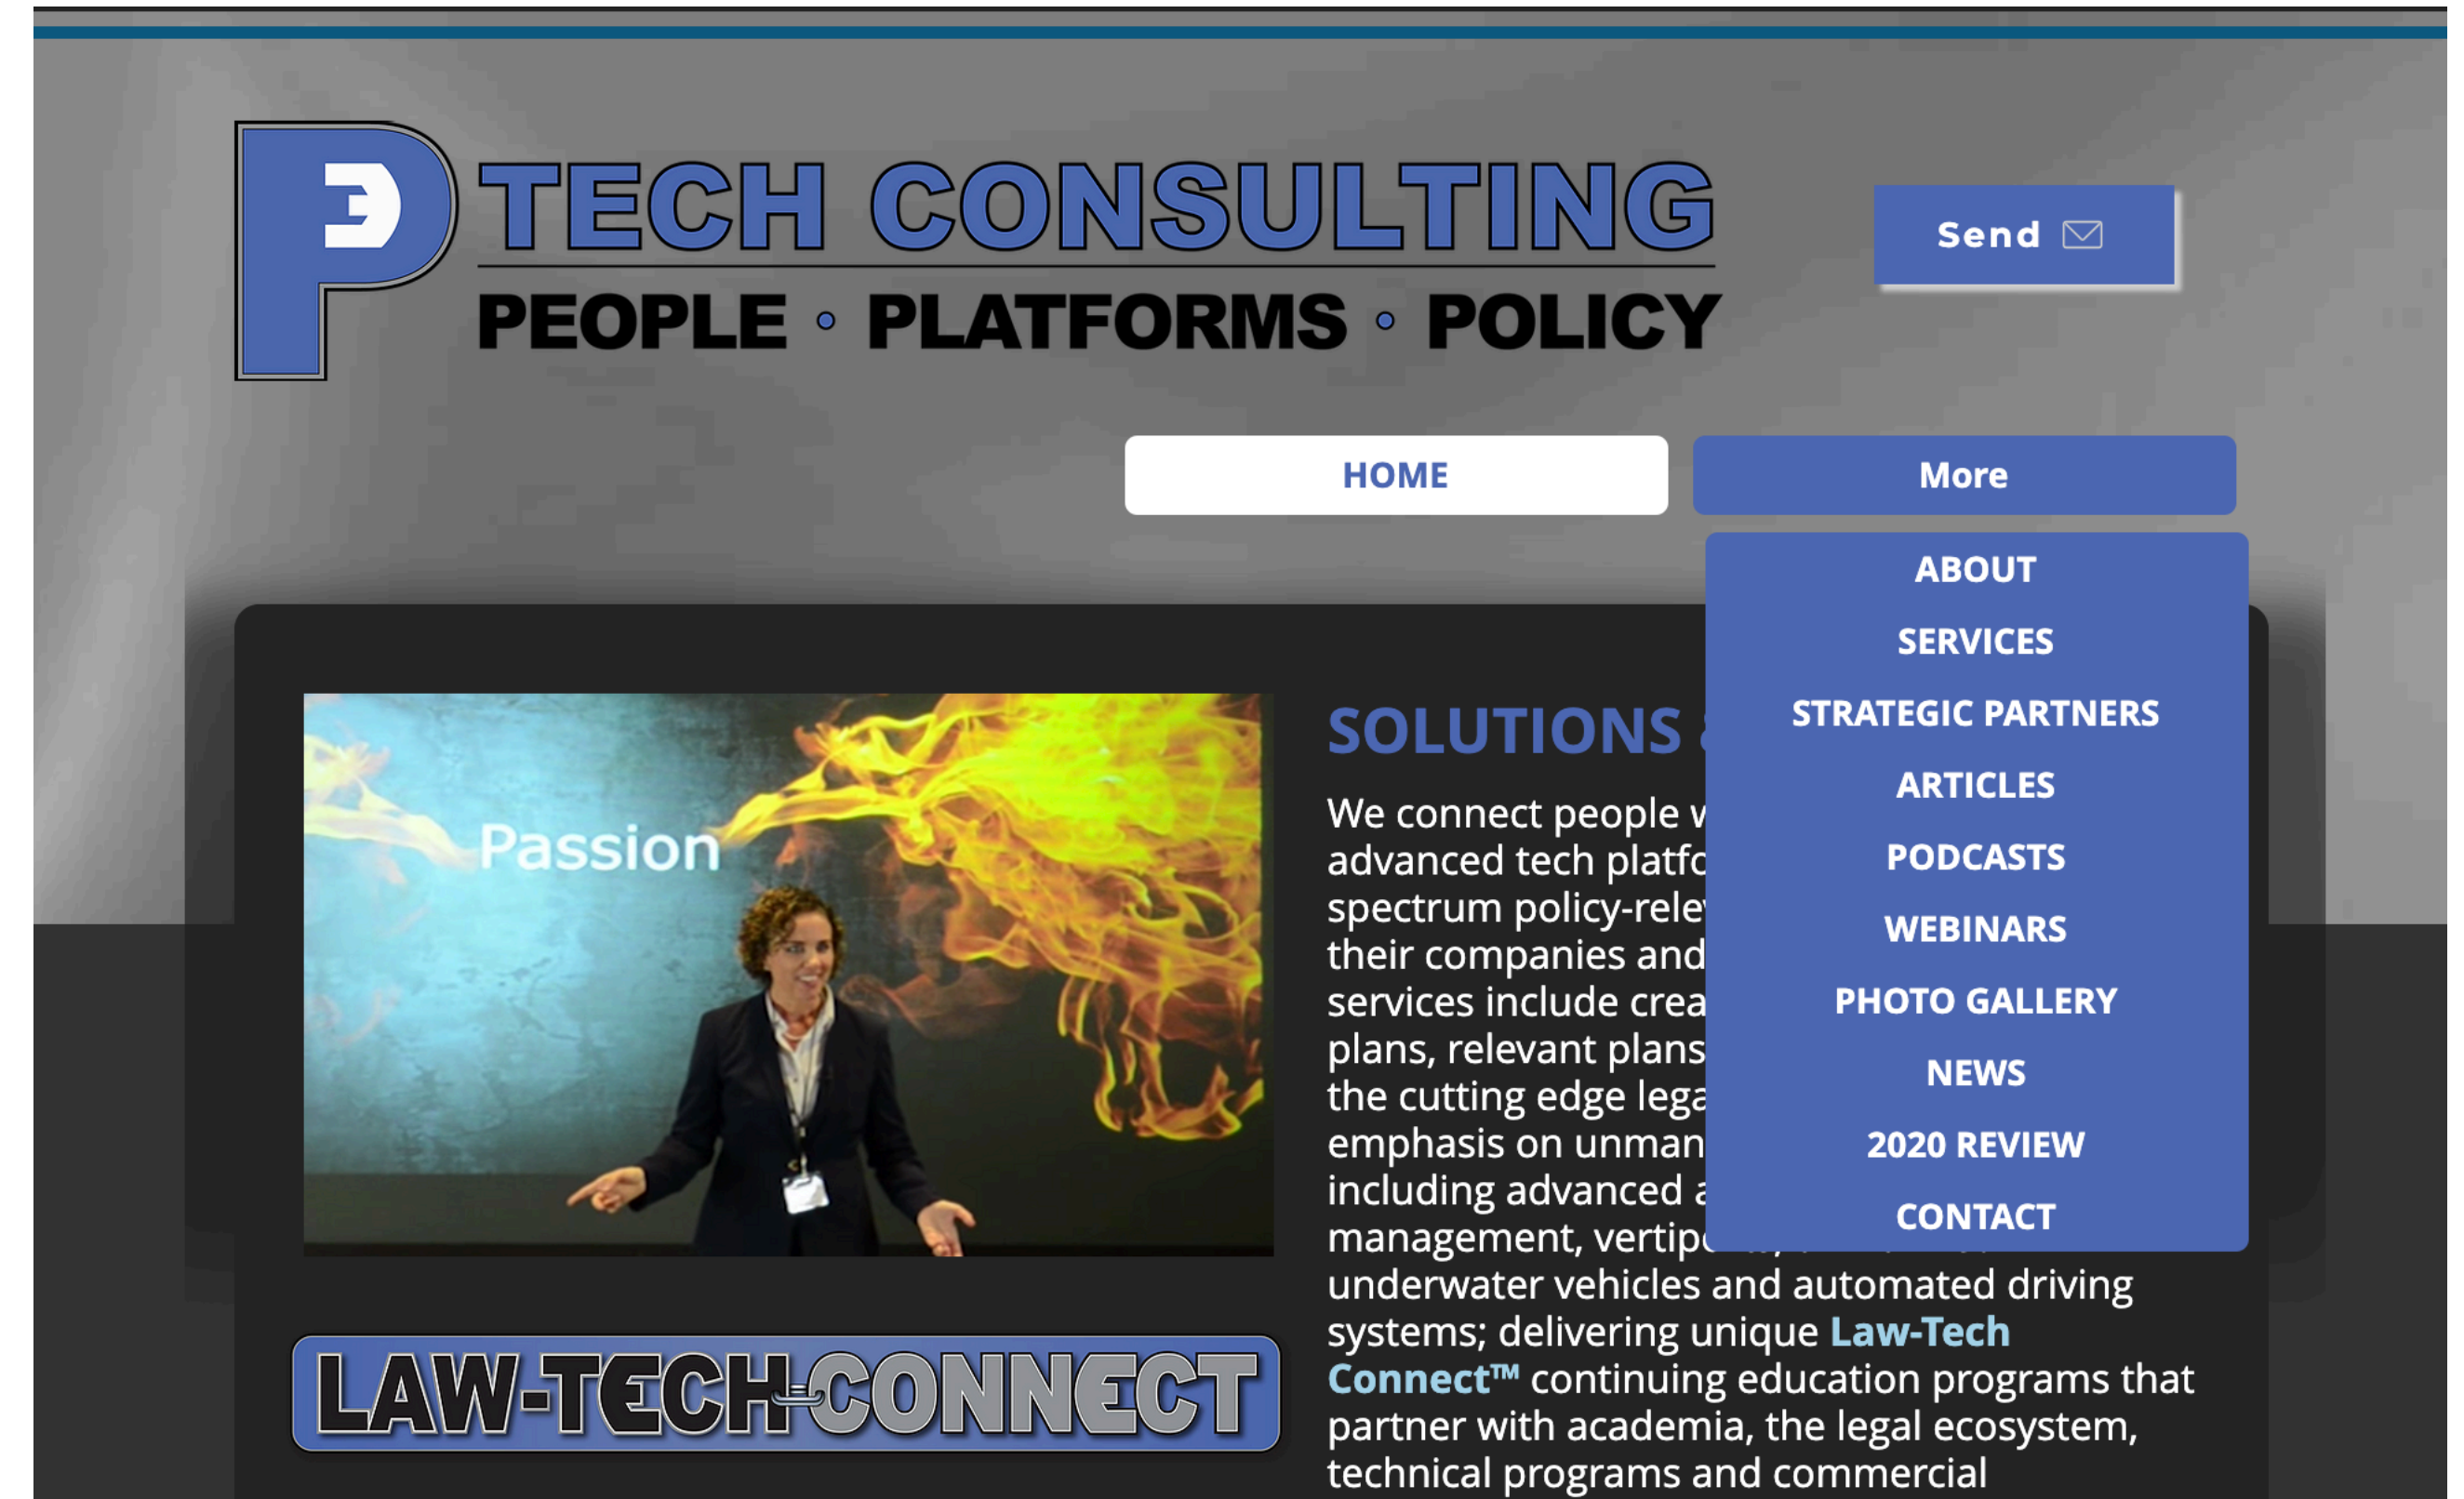 P3
TECH CONSULTING
PEOPLE • PLATFORMS • POLICY
Send
HOME
More
ABOUT
SERVICES
STRATEGIC PARTNERS
ARTICLES
PODCASTS
WEBINARS
PHOTO GALLERY
NEWS
2020 REVIEW
CONTACT
Passion
LAW-TECH-CONNECT
SOLUTIONS
We connect people
advanced tech
spectrum
their companies and
services include
plans, relevant plans
the cutting edge
emphasis on
including advanced
management,
underwater vehicles and automated driving
systems; delivering unique Law-Tech
Connect™ continuing education programs that
partner with academia, the legal ecosystem,
technical programs and commercial